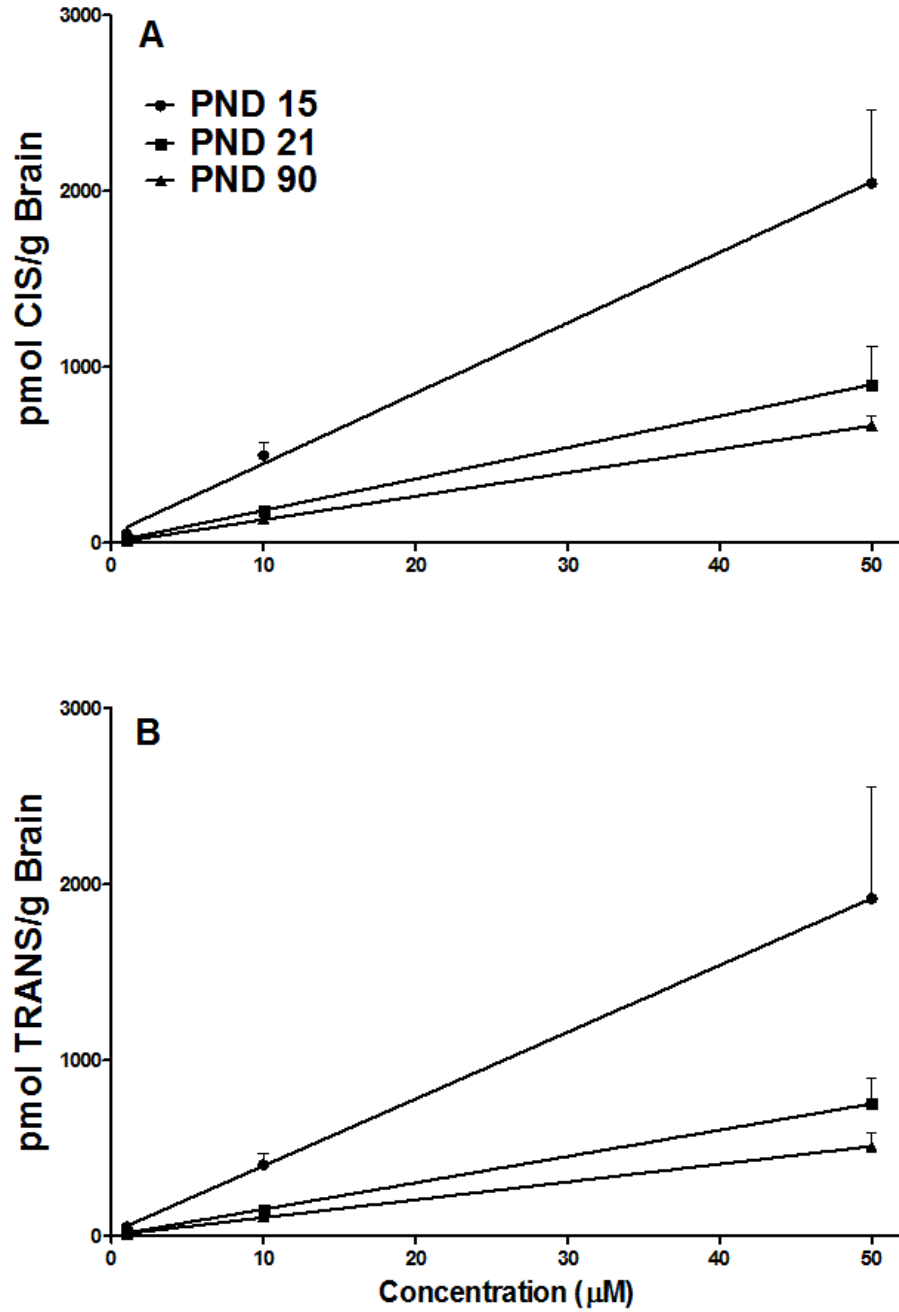 A
PND 15
PND 21
PND 90
pmol CIS/g Brain
3000
2000
1000
0
0 10 20 30 40 50
B
pmol TRANS/g Brain
3000
2000
1000
0
0 10 20 30 40 50
Concentration (μM)